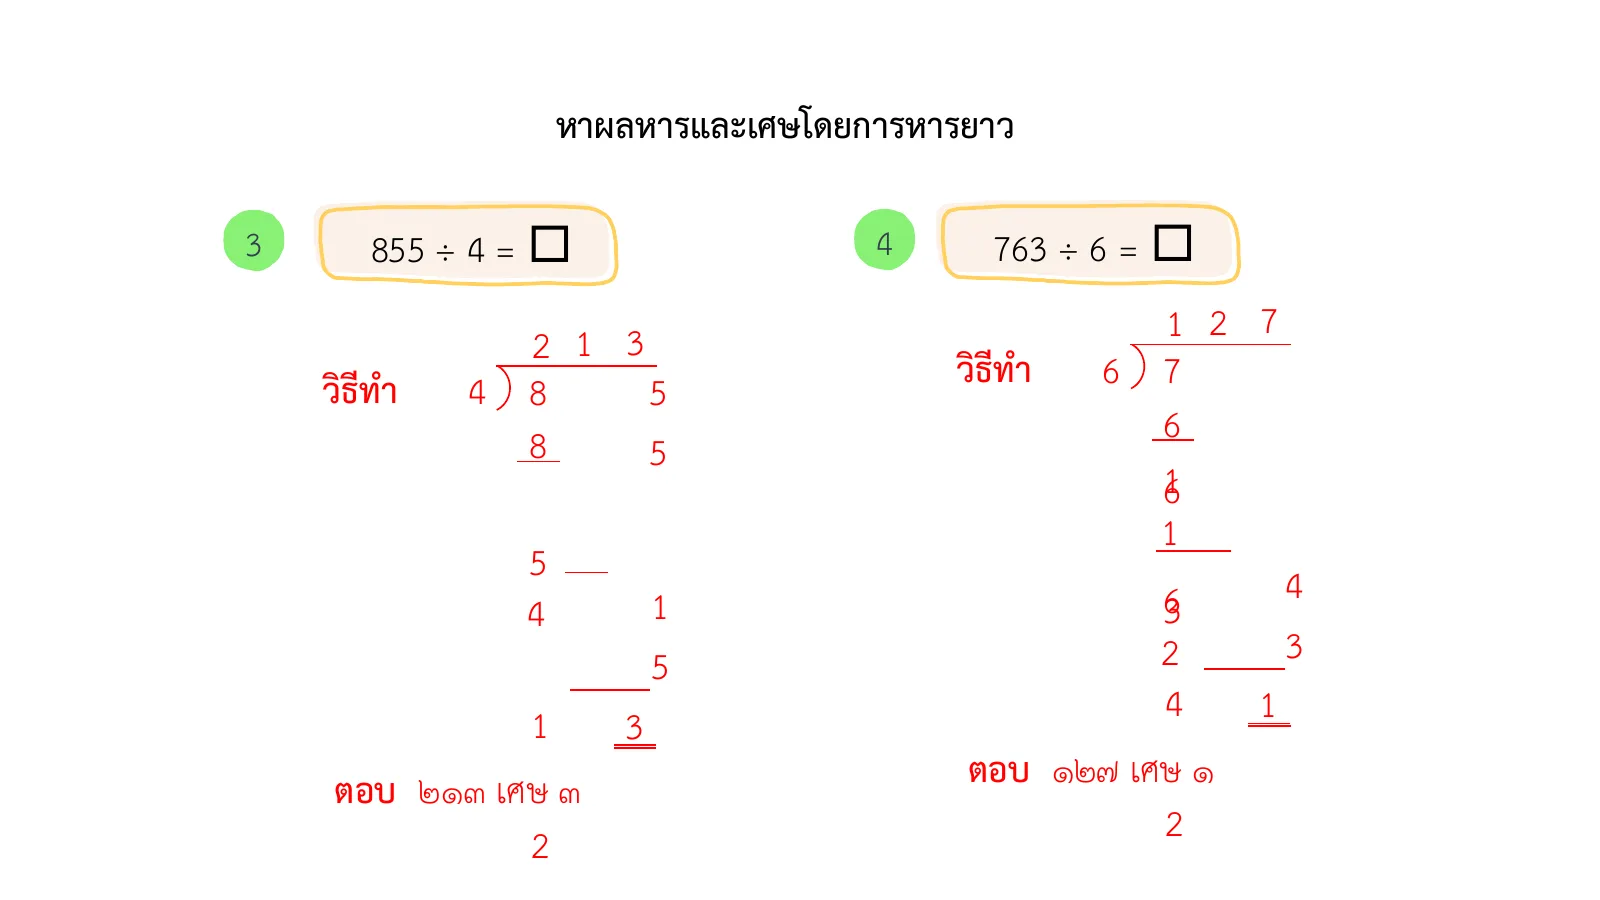 หาผลหารและเศษโดยการหารยาว
3
855 ÷ 4 = □
2 1 3
วิธีทำ 4 ) 8 5
8 5
5
4 1
5
1 3
ตอบ ๒๑๓ เศษ ๓
2
4
763 ÷ 6 = □
1 2 7
วิธีทำ 6 ) 7
6
1
6
1
6 4
3
2 3
4 1
ตอบ ๑๒๗ เศษ ๑
2